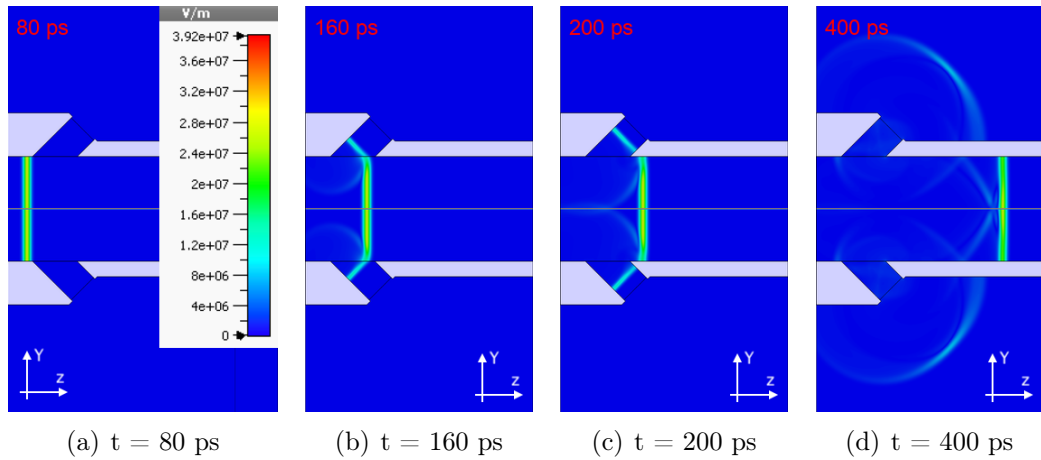 80 ps
V/m
3.92e+07
3.6e+07
3.2e+07
2.8e+07
2.4e+07
2e+07
1.6e+07
1.2e+07
8e+06
4e+06
0
Y
z
160 ps
Y
z
200 ps
Y
z
400 ps
Y
z
(a) t = 80 ps
(b) t = 160 ps
(c) t = 200 ps
(d) t = 400 ps